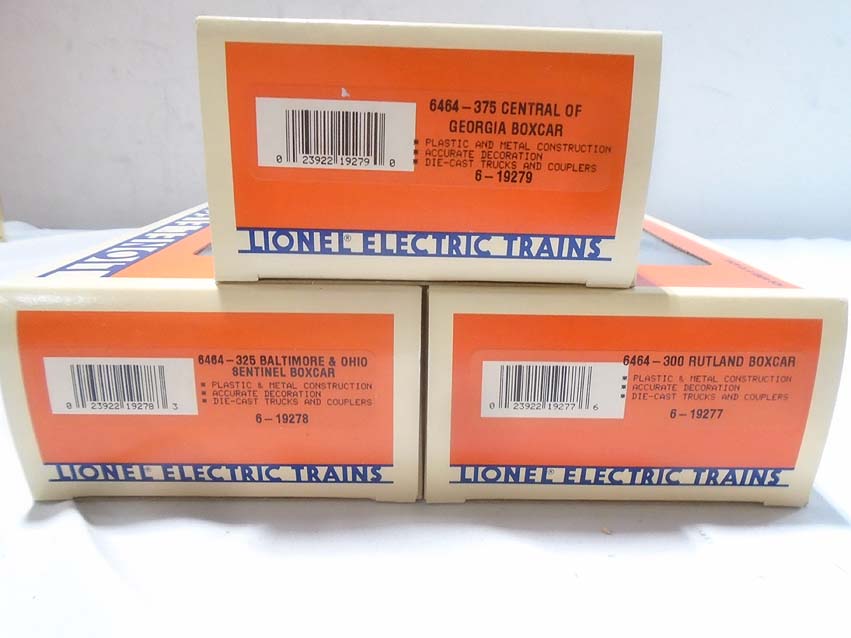 6464-375 CENTRAL OF
GEORGIA BOXCAR
▪ PLASTIC AND METAL CONSTRUCTION
▪ ACCURATE DECORATION
▪ DIE-CAST TRUCKS AND COUPLERS
6-19279
0 23922 19279 0
LIONEL® ELECTRIC TRAINS
LIONEL
6464-325 BALTIMORE & OHIO
SENTINEL BOXCAR
▪ PLASTIC & METAL CONSTRUCTION
▪ ACCURATE DECORATION
▪ DIE-CAST TRUCKS AND COUPLERS
6-19278
0 23922 19278 3
LIONEL® ELECTRIC TRAINS
6464-300 RUTLAND BOXCAR
▪ PLASTIC & METAL CONSTRUCTION
▪ ACCURATE DECORATION
▪ DIE-CAST TRUCKS AND COUPLERS
6-19277
0 23922 19277 6
LIONEL® ELECTRIC TRAINS